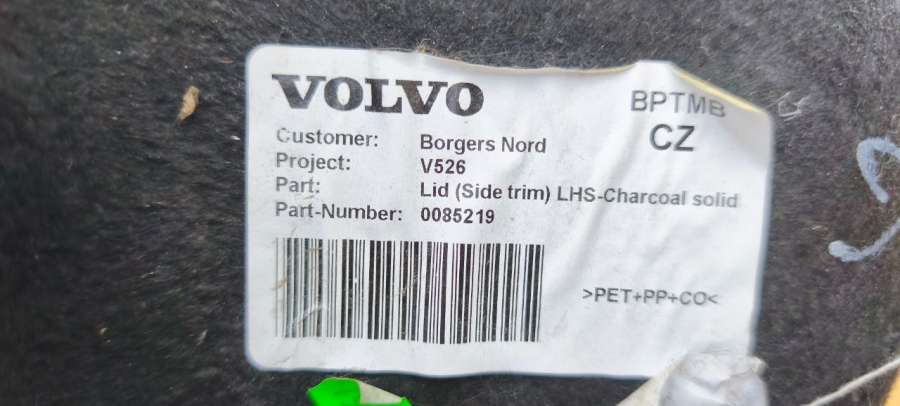 VOLVO
BPTMB
CZ
Customer: Borgers Nord
Project: V526
Part: Lid (Side trim) LHS-Charcoal solid
Part-Number: 0085219
>PET+PP+CO<